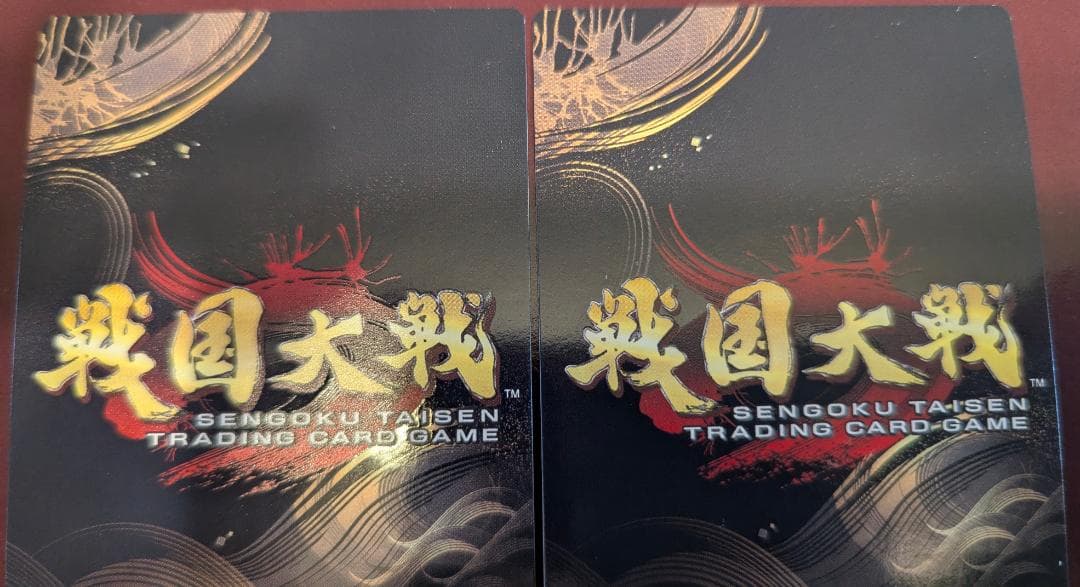 戦国大戦
TM
SENGOKU TAISEN
TRADING CARD GAME
戦国大戦
TM
SENGOKU TAISEN
TRADING CARD GAME